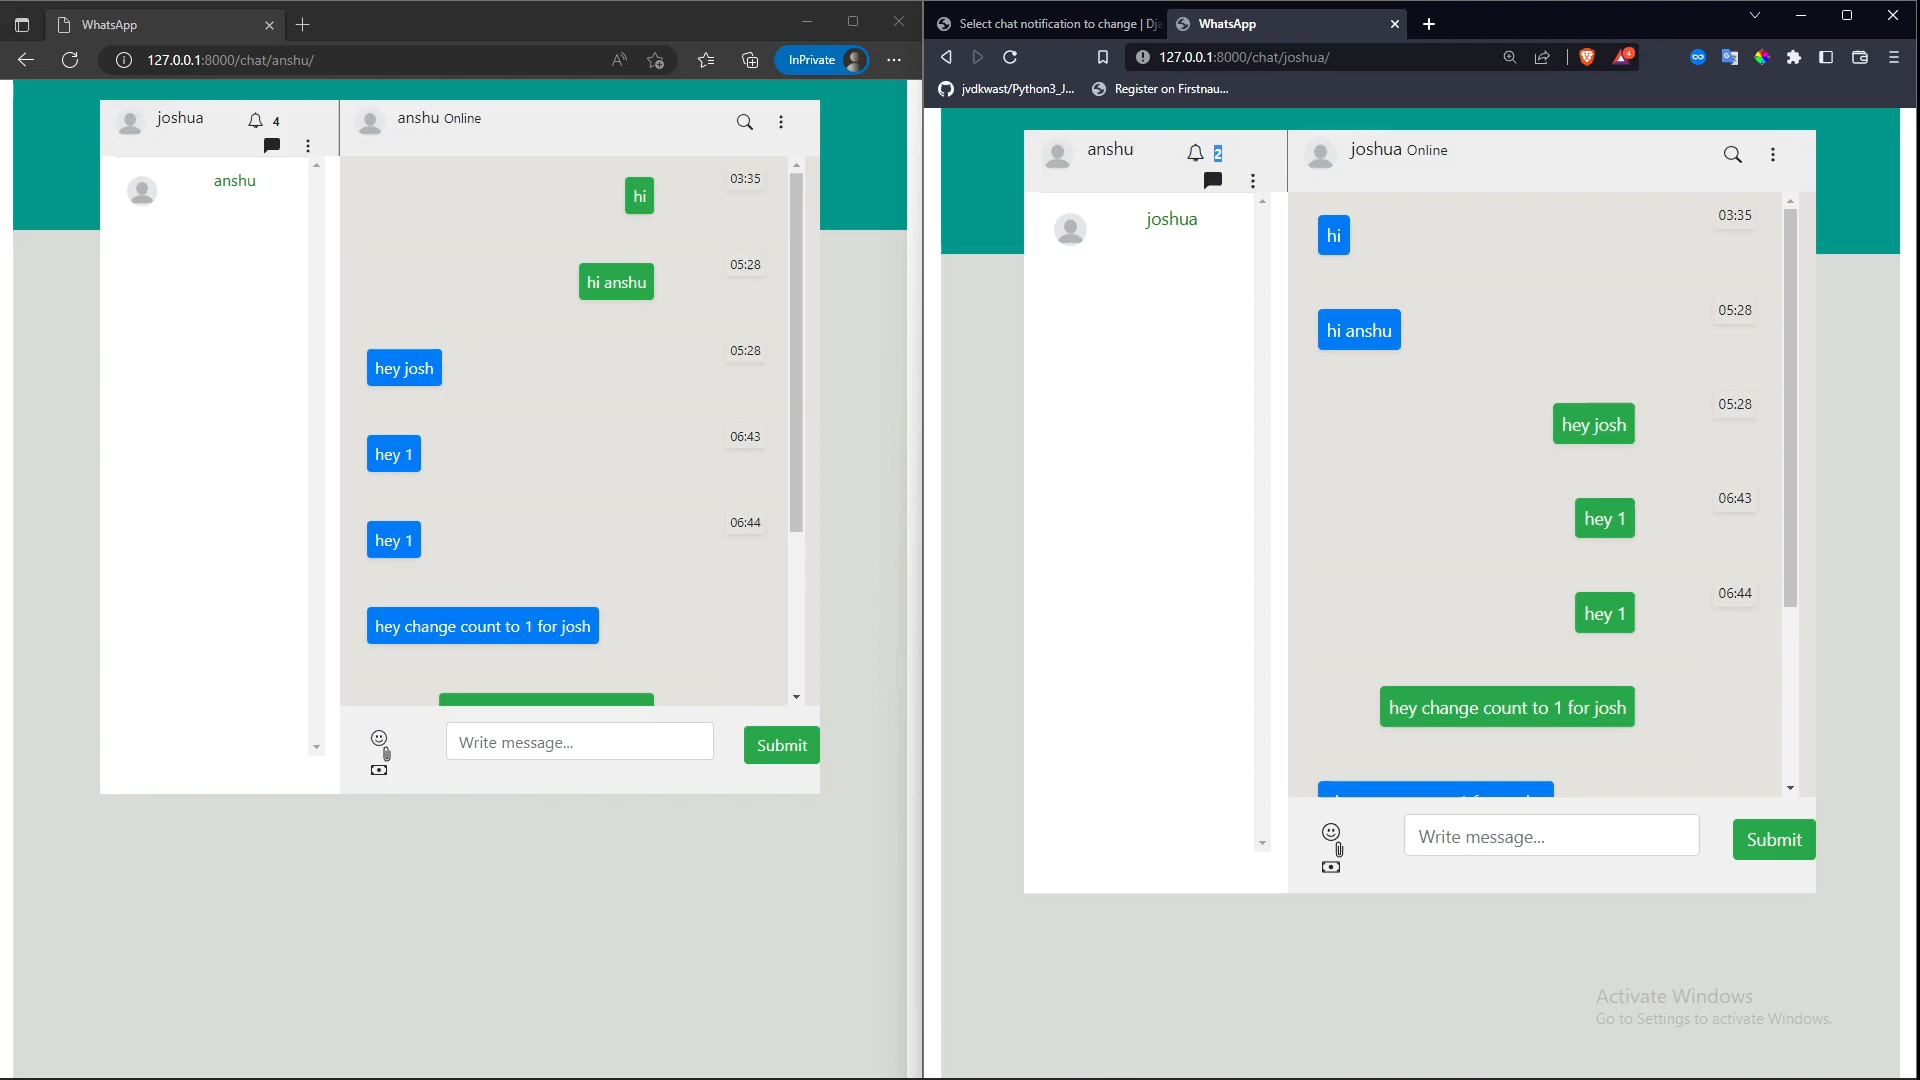 WhatsApp
127.0.0.1:8000/chat/anshu/
InPrivate
joshua
4
anshu Online
anshu
03:35
hi
05:28
hi anshu
05:28
hey josh
06:43
hey 1
06:44
hey 1
hey change count to 1 for josh
Write message...
Submit
Select chat notification to change | Dja
WhatsApp
127.0.0.1:8000/chat/joshua/
4
jvdkwast/Python3_J...
Register on Firstnau...
anshu
2
joshua Online
joshua
03:35
hi
05:28
hi anshu
05:28
hey josh
06:43
hey 1
06:44
hey 1
hey change count to 1 for josh
Write message...
Submit
Activate Windows
Go to Settings to activate Windows.